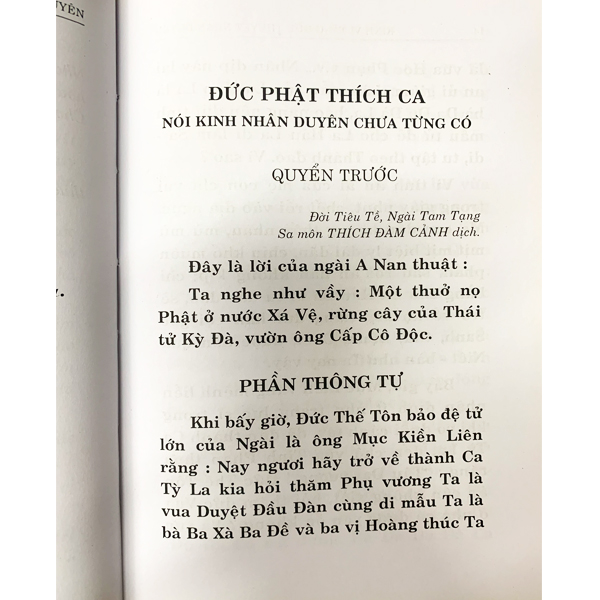 UYÊN
ĐỨC PHẬT THÍCH CA
NÓI KINH NHÂN DUYÊN CHƯA TỪNG CÓ
QUYỂN TRƯỚC
Đời Tiêu Tề, Ngài Tam Tạng
Sa môn THÍCH ĐÀM CẢNH dịch.
Đây là lời của ngài A Nan thuật :
Ta nghe như vầy : Một thuở nọ
Phật ở nước Xá Vệ, rừng cây của Thái
tử Kỳ Đà, vườn ông Cấp Cô Độc.
PHẦN THÔNG TỰ
Khi bấy giờ, Đức Thế Tôn bảo đệ tử
lớn của Ngài là ông Mục Kiền Liên
rằng : Nay ngươi hãy trở về thành Ca
Tỳ La kia hỏi thăm Phụ vương Ta là
vua Duyệt Đầu Đàn cùng di mẫu Ta là
bà Ba Xà Ba Đề và ba vị Hoàng thúc Ta